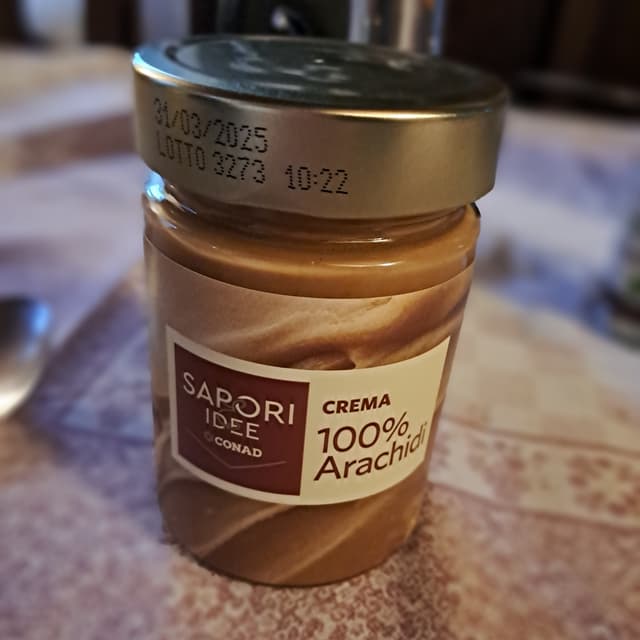 31/03/2025
LOTTO 3273 10:22
SAPORI
IDEE
CONAD
CREMA
100%
Arachidi